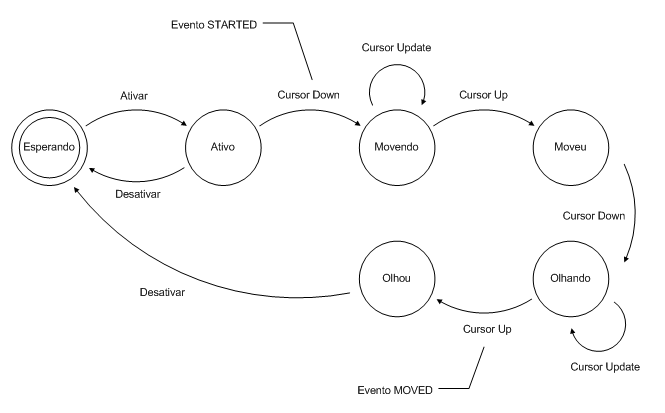 Evento STARTED
Cursor Update
Ativar
Cursor Down
Cursor Up
Esperando
Ativo
Movendo
Moveu
Desativar
Cursor Down
Olhou
Olhando
Desativar
Cursor Up
Cursor Update
Evento MOVED